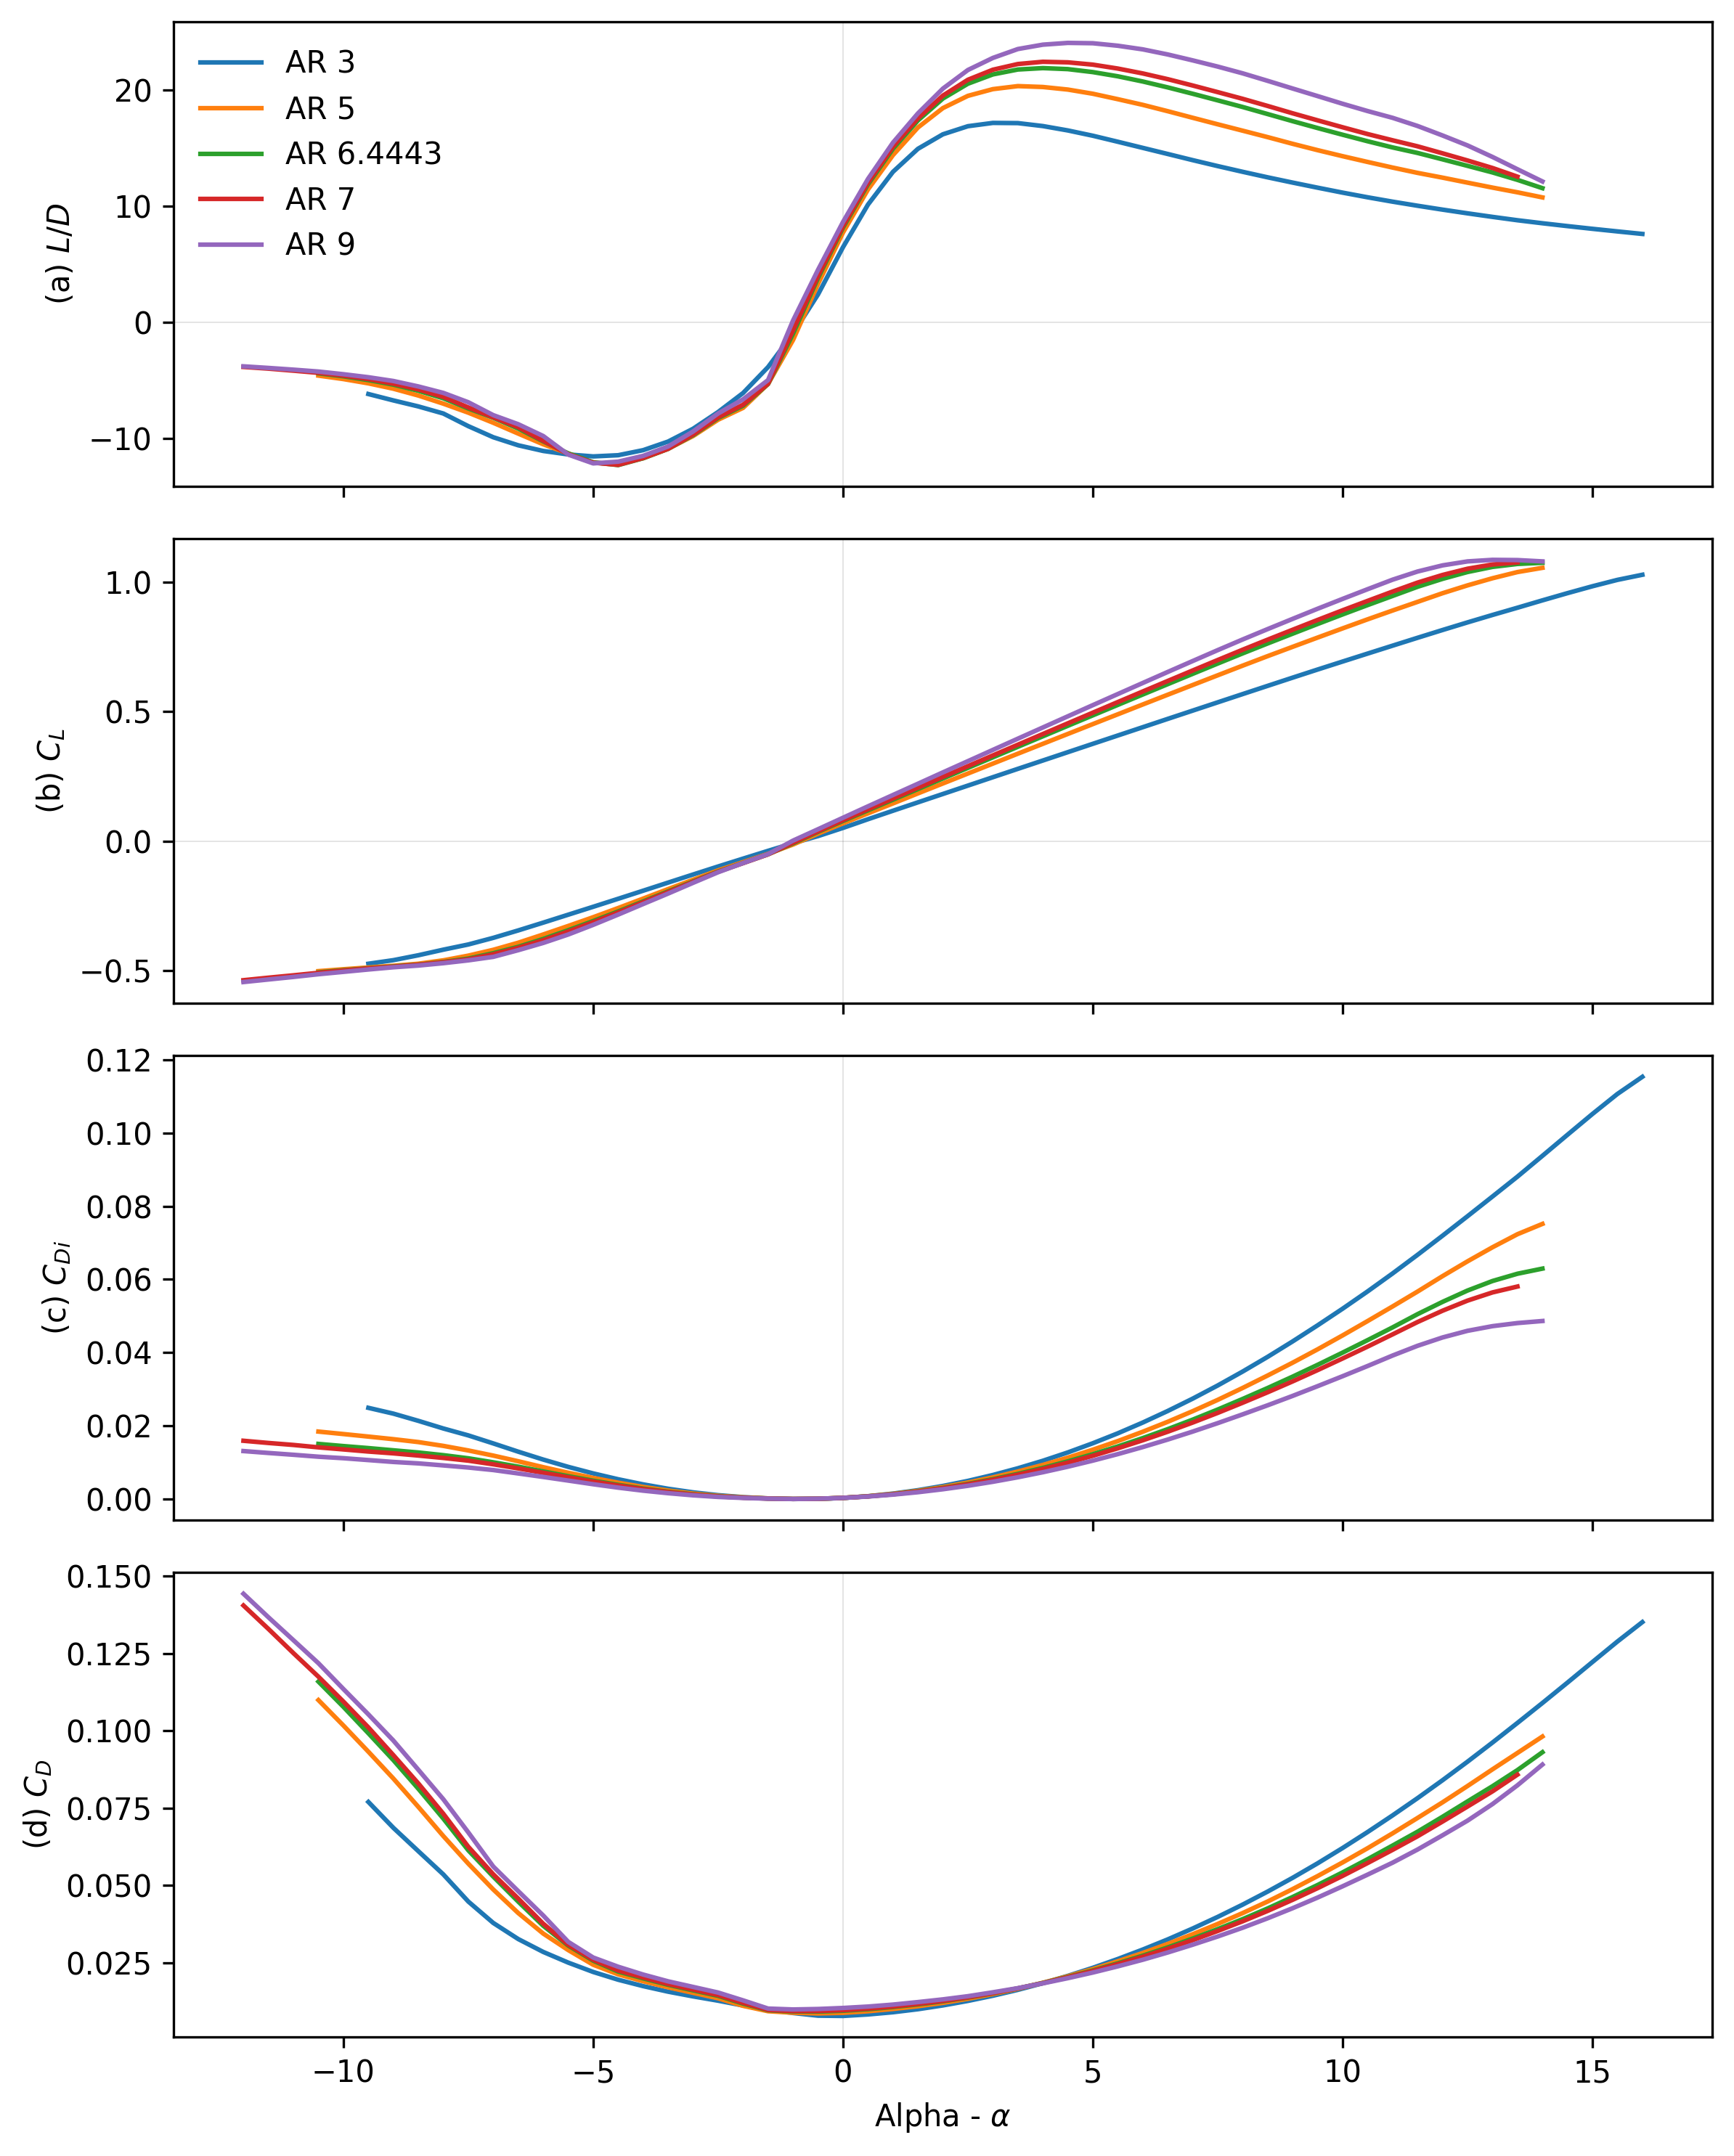 20
10
0
−10
(a) L/D
AR 3
AR 5
AR 6.4443
AR 7
AR 9
1.0
0.5
0.0
−0.5
(b) C_L
0.12
0.10
0.08
0.06
0.04
0.02
0.00
(c) C_{Di}
0.150
0.125
0.100
0.075
0.050
0.025
(d) C_D
−10 −5 0 5 10 15
Alpha - α